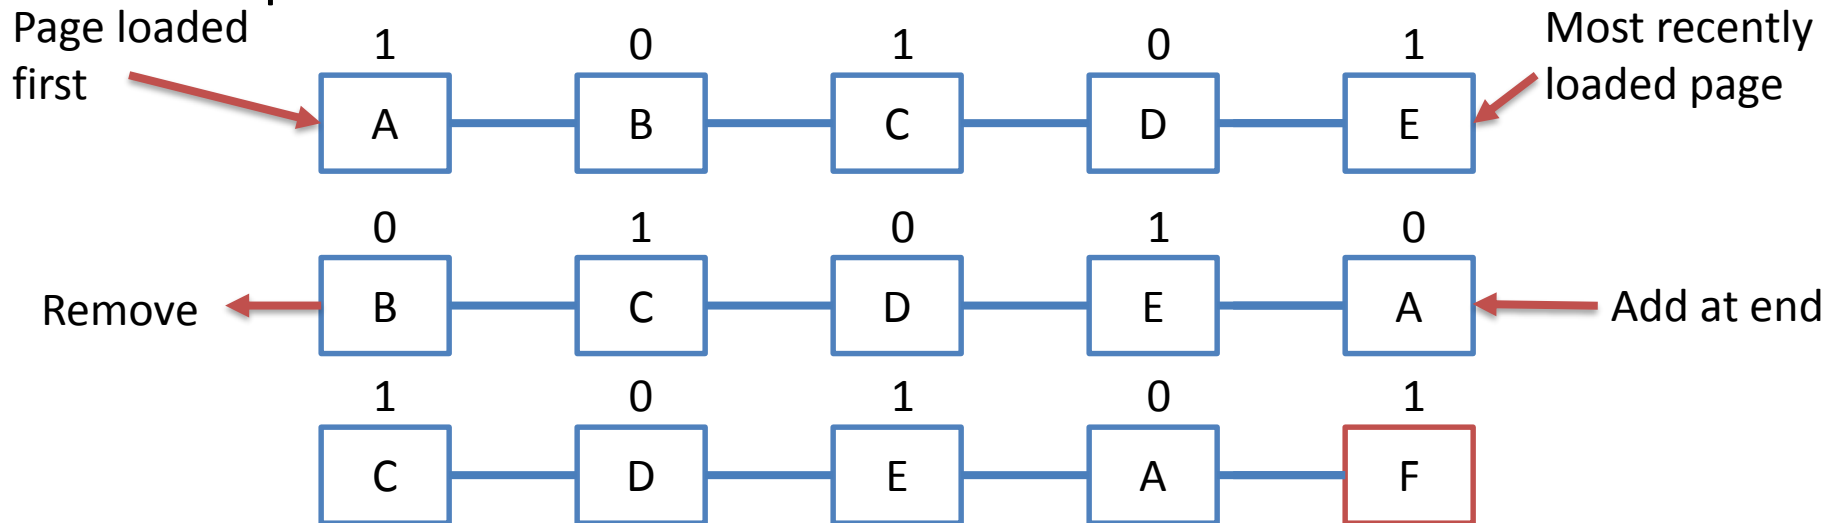 Page loaded
first
1 0 1 0 1
Most recently
loaded page
A B C D E
0 1 0 1 0
Remove
B C D E A
Add at end
1 0 1 0 1
C D E A F